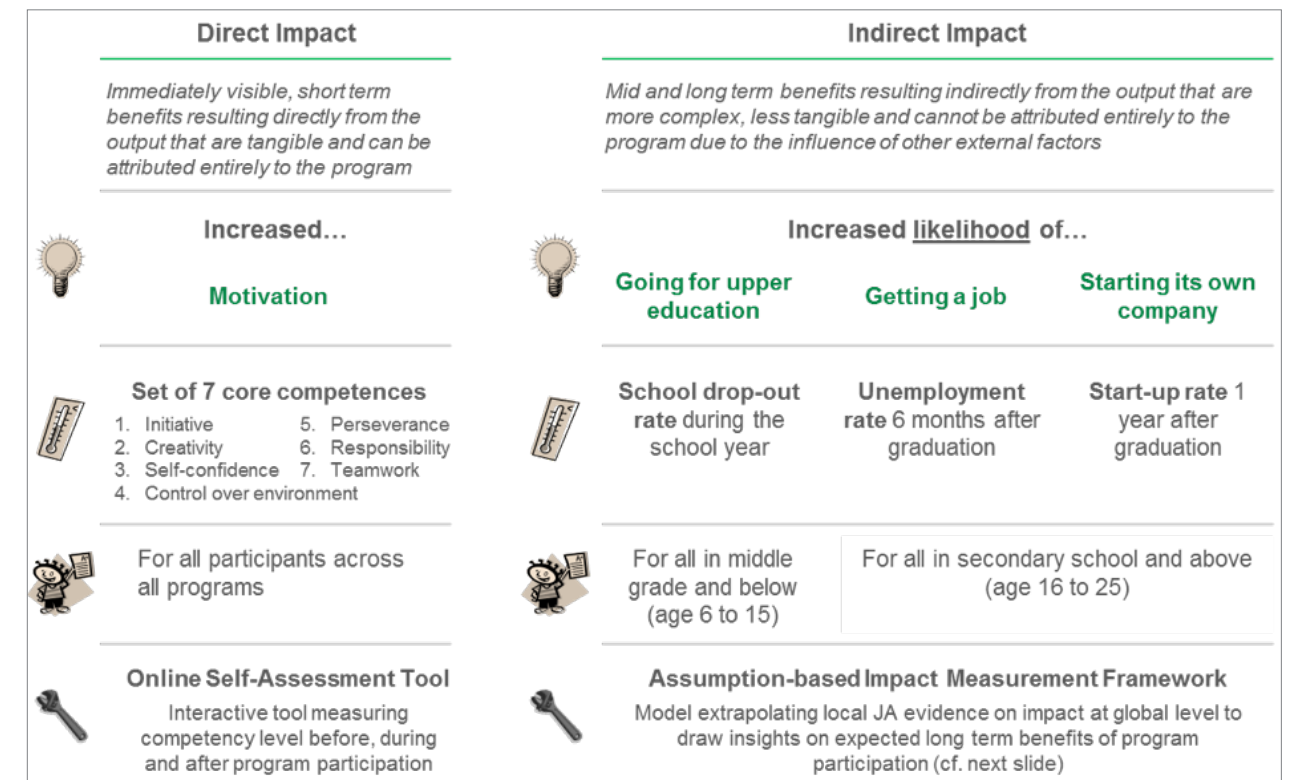 Direct Impact
Immediately visible, short term
benefits resulting directly from the
output that are tangible and can be
attributed entirely to the program
Increased…
Motivation
Set of 7 core competences
1. Initiative
2. Creativity
3. Self-confidence
4. Control over environment
5. Perseverance
6. Responsibility
7. Teamwork
For all participants across
all programs
Online Self-Assessment Tool
Interactive tool measuring
competency level before, during
and after program participation
Indirect Impact
Mid and long term benefits resulting indirectly from the output that are
more complex, less tangible and cannot be attributed entirely to the
program due to the influence of other external factors
Increased likelihood of…
Going for upper
education
Getting a job
Starting its own
company
School drop-out
rate during the
school year
Unemployment
rate 6 months after
graduation
Start-up rate 1
year after
graduation
For all in middle
grade and below
(age 6 to 15)
For all in secondary school and above
(age 16 to 25)
Assumption-based Impact Measurement Framework
Model extrapolating local JA evidence on impact at global level to
draw insights on expected long term benefits of program
participation (cf. next slide)